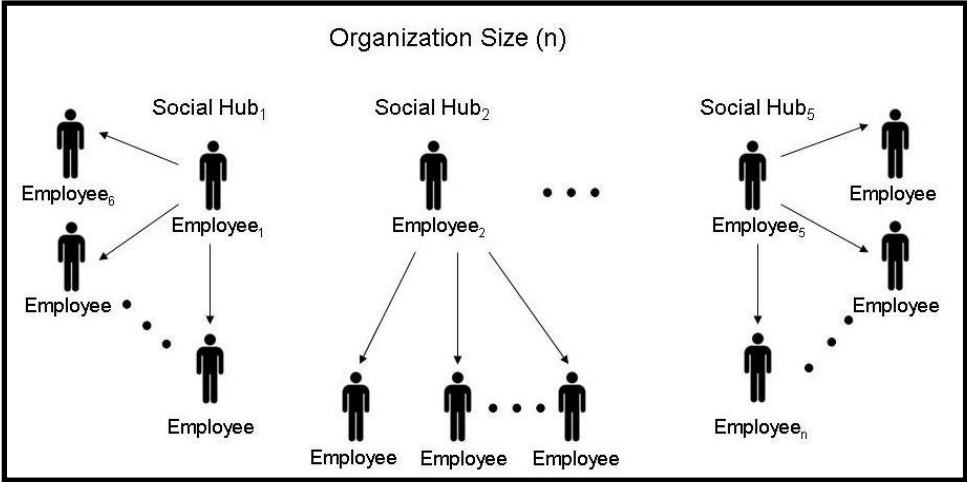 Organization Size (n)
Social Hub₁ Social Hub₂ Social Hub₅
Employee₆ Employee
Employee₁ Employee₂ Employee₅
Employee Employee
Employee Employeeₙ
Employee Employee Employee